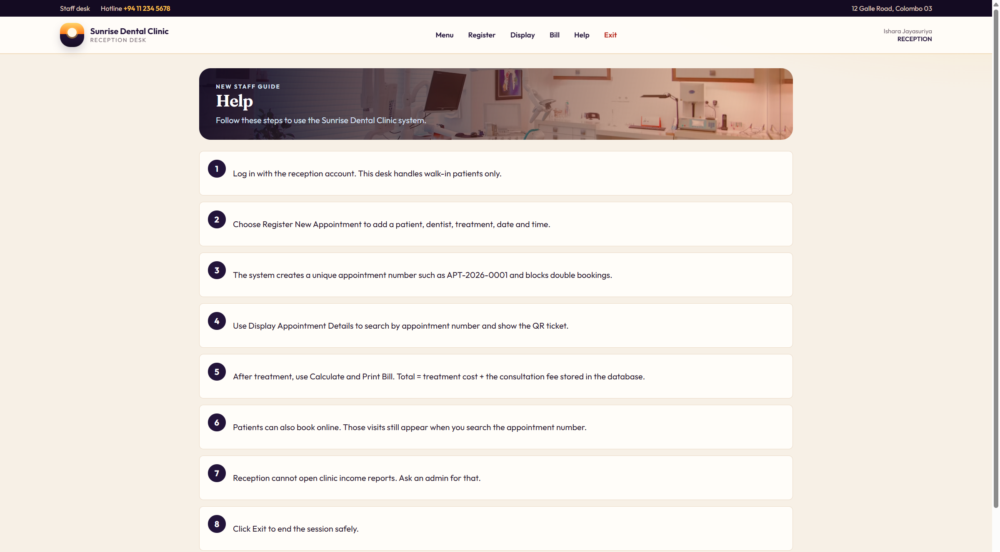 Staff desk Hotline +94 11 234 5678 12 Galle Road, Colombo 03
Sunrise Dental Clinic
RECEPTION DESK
Menu Register Display Bill Help Exit
Ishara Jayasuriya
RECEPTION
NEW STAFF GUIDE
Help
Follow these steps to use the Sunrise Dental Clinic system.
1 Log in with the reception account. This desk handles walk-in patients only.
2 Choose Register New Appointment to add a patient, dentist, treatment, date and time.
3 The system creates a unique appointment number such as APT-2026-0001 and blocks double bookings.
4 Use Display Appointment Details to search by appointment number and show the QR ticket.
5 After treatment, use Calculate and Print Bill. Total = treatment cost + the consultation fee stored in the database.
6 Patients can also book online. Those visits still appear when you search the appointment number.
7 Reception cannot open clinic income reports. Ask an admin for that.
8 Click Exit to end the session safely.